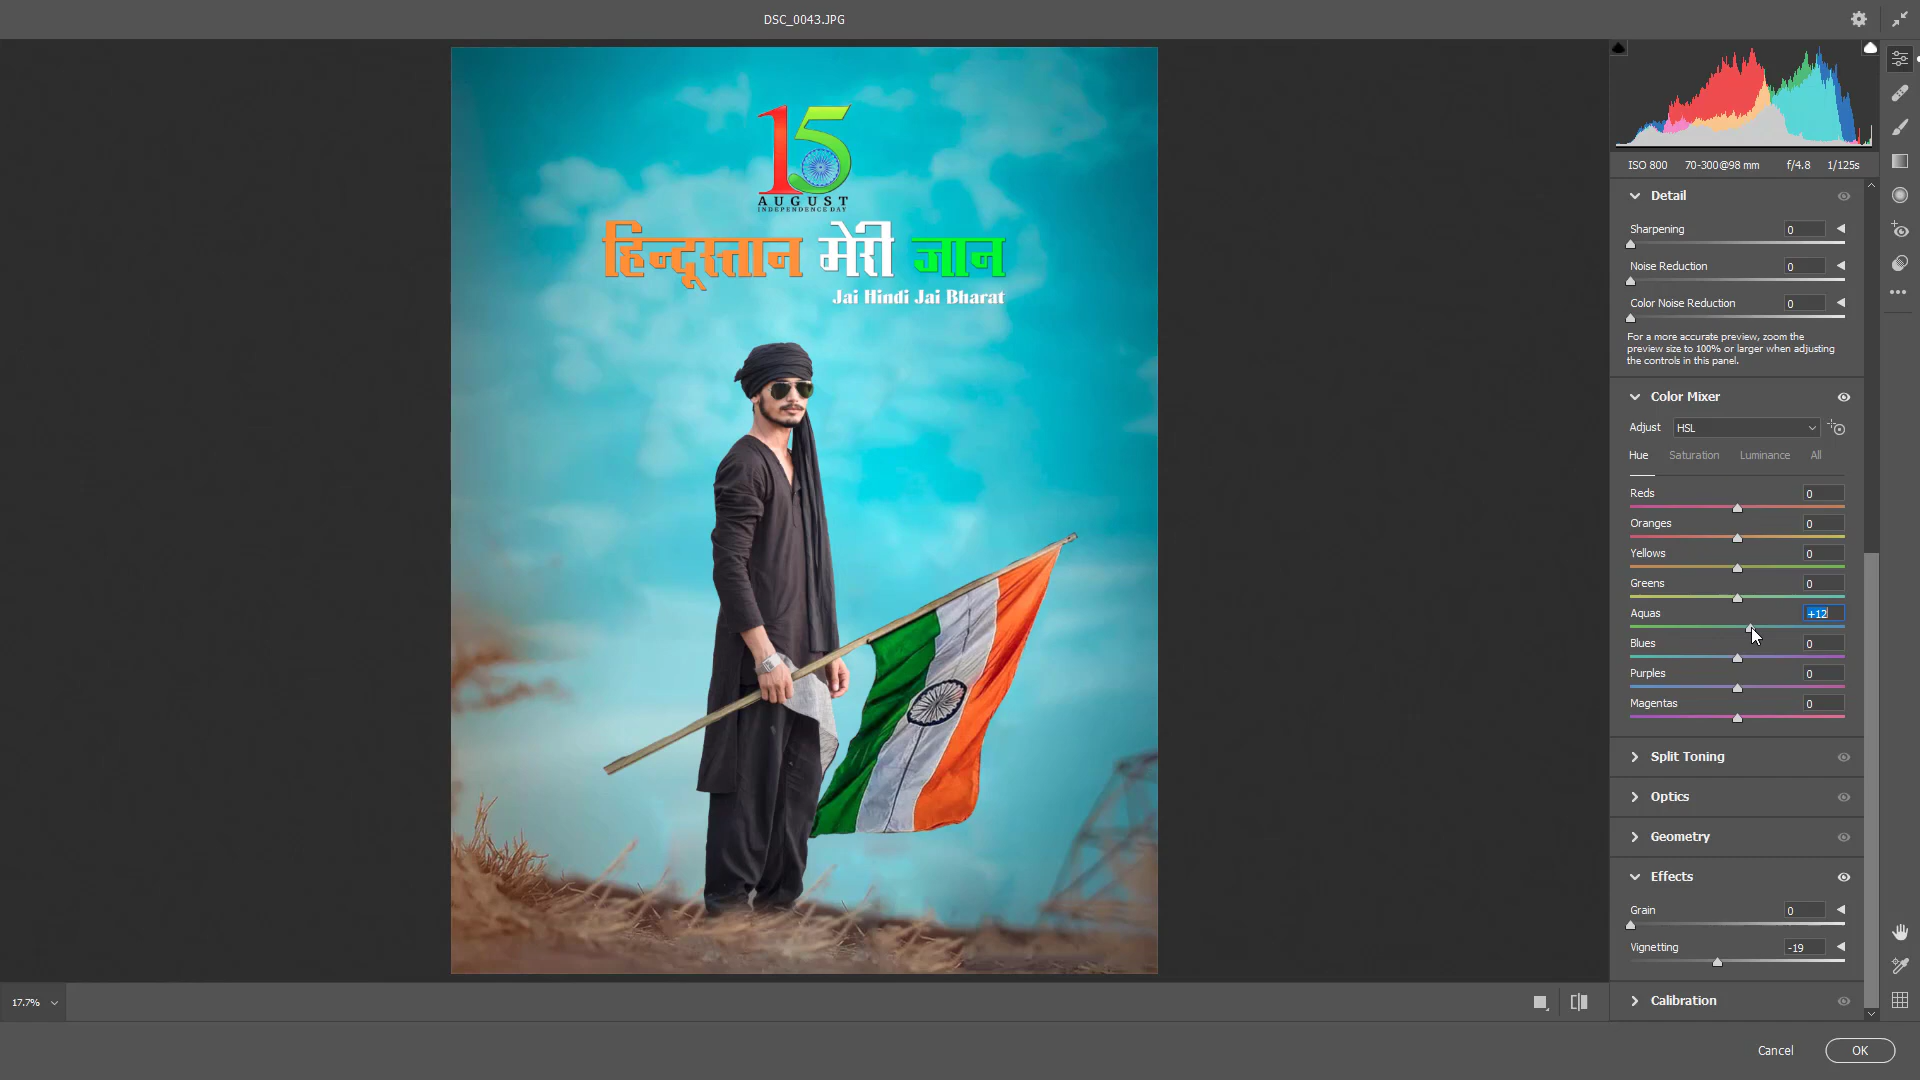 DSC_0043.JPG
ISO 800 70-300@98 mm f/4.8 1/125s
15
AUGUST
INDEPENDENCE DAY
हिन्दूस्तान मेरी जान
Jai Hindi Jai Bharat
Detail
Sharpening 0
Noise Reduction 0
Color Noise Reduction 0
For a more accurate preview, zoom the
preview size to 100% or larger when adjusting
the controls in this panel.
Color Mixer
Adjust HSL
Hue Saturation Luminance All
Reds 0
Oranges 0
Yellows 0
Greens 0
Aquas +12
Blues 0
Purples 0
Magentas 0
Split Toning
Optics
Geometry
Effects
Grain 0
Vignetting -19
Calibration
17.7%
Cancel OK